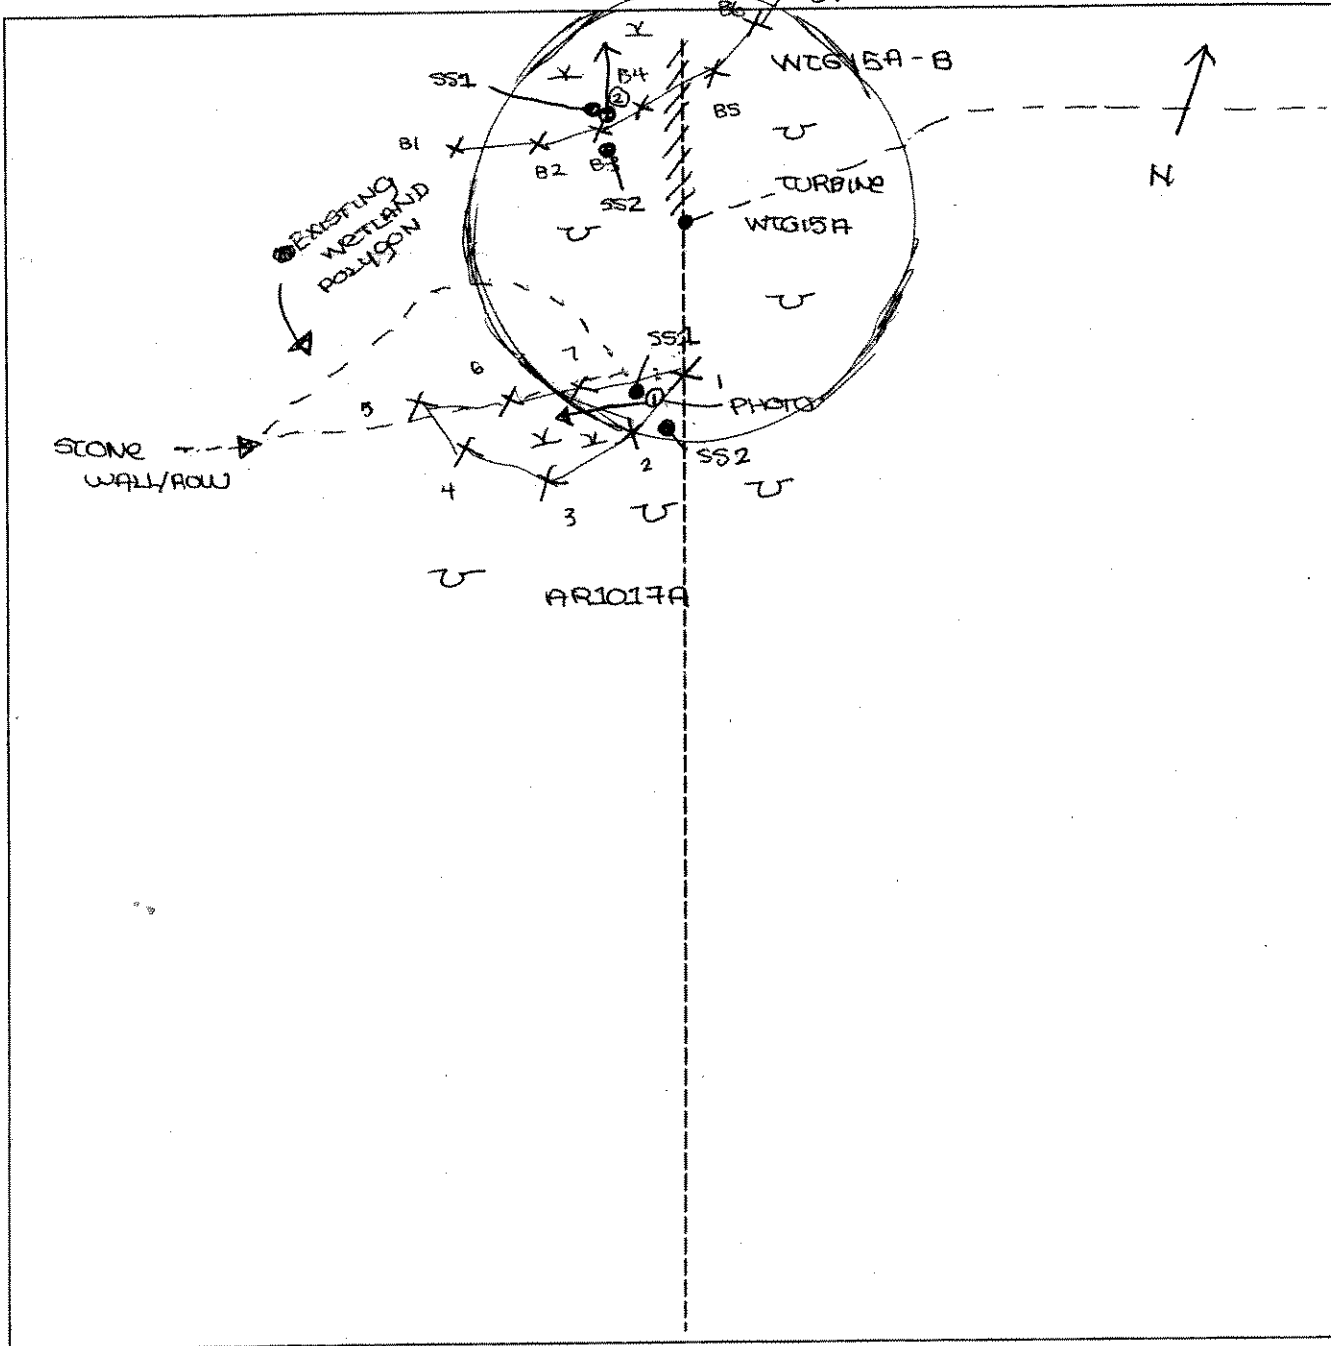 B6
WTG15A-B
SS1
B4
②
B5
B1
B2
B3
N
TURBINE
SS2
WTG15A
EXISTING
WETLAND
POLYGON
SS1
7
6
1
5
①
PHOTO
STONE
WALL/ROW
2
SS2
4
3
AR1017A